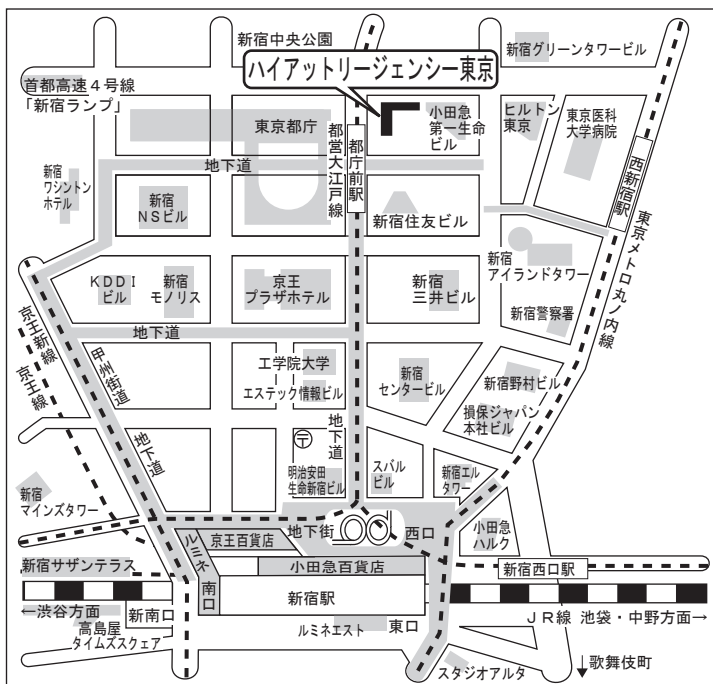 新宿中央公園
新宿グリーンタワービル
ハイアットリージェンシー東京
首都高速4号線
「新宿ランプ」
東京都庁
都営大江戸線
都庁前駅
小田急
第一生命
ビル
ヒルトン
東京
東京医科
大学病院
西新宿駅
地下道
新宿
ワシントン
ホテル
新宿
NSビル
新宿住友ビル
東京メトロ丸ノ内線
新宿
アイランドタワー
KDDI
ビル
新宿
モノリス
京王
プラザホテル
新宿
三井ビル
新宿警察署
京王新線
京王線
甲州街道
地下道
工学院大学
エステック情報ビル
新宿
センタービル
新宿野村ビル
損保ジャパン
本社ビル
地下道
地下道
〒
明治安田
生命新宿ビル
スバル
ビル
新宿エル
タワー
新宿
マインズタワー
地下街
西口
小田急
ハルク
京王百貨店
ルミネ
小田急百貨店
新宿サザンテラス
南口
新宿駅
新宿西口駅
←渋谷方面
新南口
高島屋
タイムズスクェア
ルミネエスト
東口
JR線 池袋・中野方面→
スタジオアルタ
↓歌舞伎町